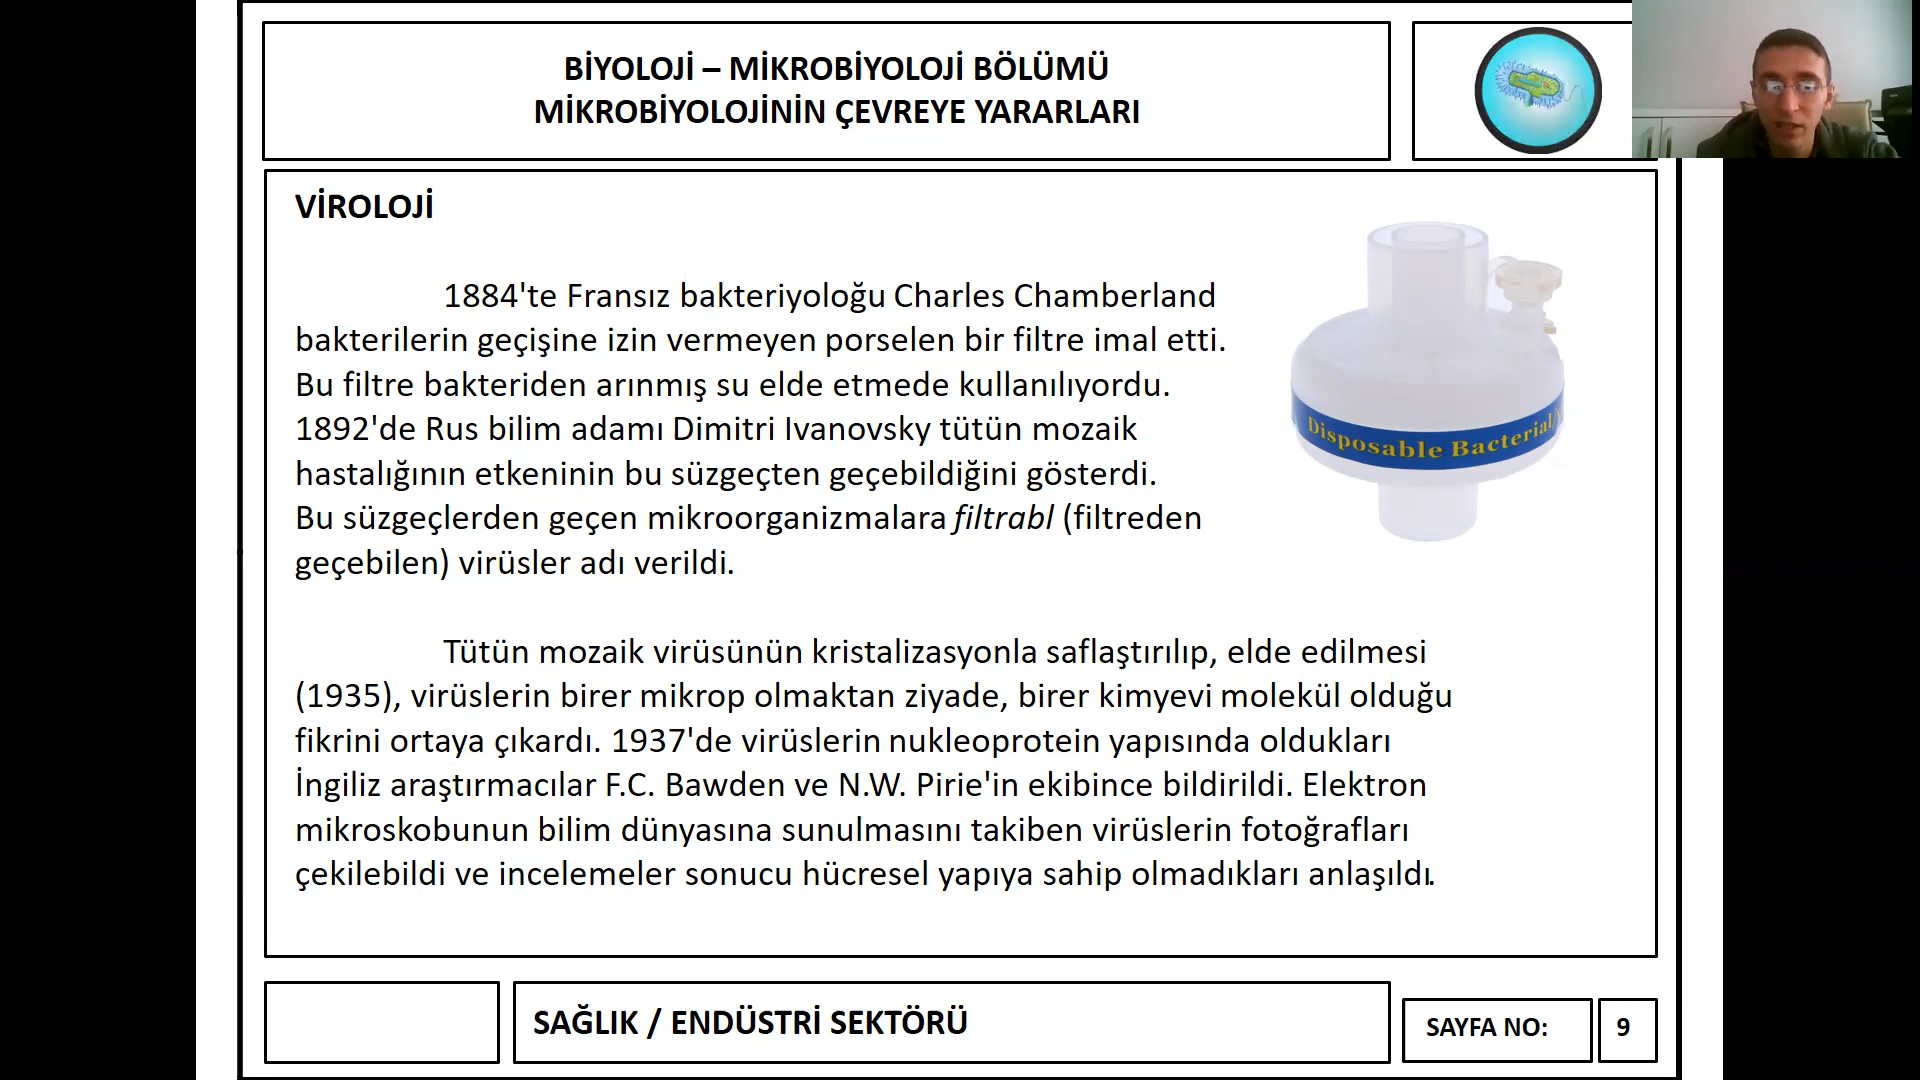 BİYOLOJİ – MİKROBİYOLOJİ BÖLÜMÜ
MİKROBİYOLOJİNİN ÇEVREYE YARARLARI
VİROLOJİ
1884'te Fransız bakteriyoloğu Charles Chamberland
bakterilerin geçişine izin vermeyen porselen bir filtre imal etti.
Bu filtre bakteriden arınmış su elde etmede kullanılıyordu.
1892'de Rus bilim adamı Dimitri Ivanovsky tütün mozaik
hastalığının etkeninin bu süzgeçten geçebildiğini gösterdi.
Bu süzgeçlerden geçen mikroorganizmalara filtrabl (filtreden
geçebilen) virüsler adı verildi.
Disposable Bacterial/
Tütün mozaik virüsünün kristalizasyonla saflaştırılıp, elde edilmesi
(1935), virüslerin birer mikrop olmaktan ziyade, birer kimyevi molekül olduğu
fikrini ortaya çıkardı. 1937'de virüslerin nukleoprotein yapısında oldukları
İngiliz araştırmacılar F.C. Bawden ve N.W. Pirie'in ekibince bildirildi. Elektron
mikroskobunun bilim dünyasına sunulmasını takiben virüslerin fotoğrafları
çekilebildi ve incelemeler sonucu hücresel yapıya sahip olmadıkları anlaşıldı.
SAĞLIK / ENDÜSTRİ SEKTÖRÜ
SAYFA NO:
9